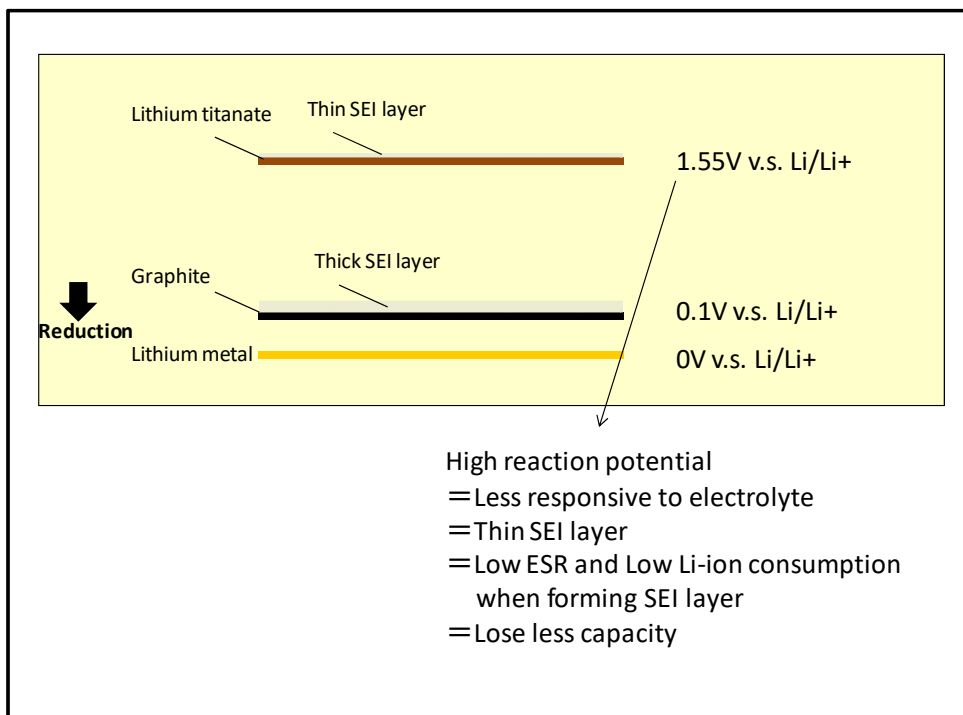 Lithium titanate
Thin SEI layer
1.55V v.s. Li/Li+
Graphite
Thick SEI layer
0.1V v.s. Li/Li+
Reduction
Lithium metal
0V v.s. Li/Li+
High reaction potential
＝Less responsive to electrolyte
＝Thin SEI layer
＝Low ESR and Low Li-ion consumption
when forming SEI layer
＝Lose less capacity